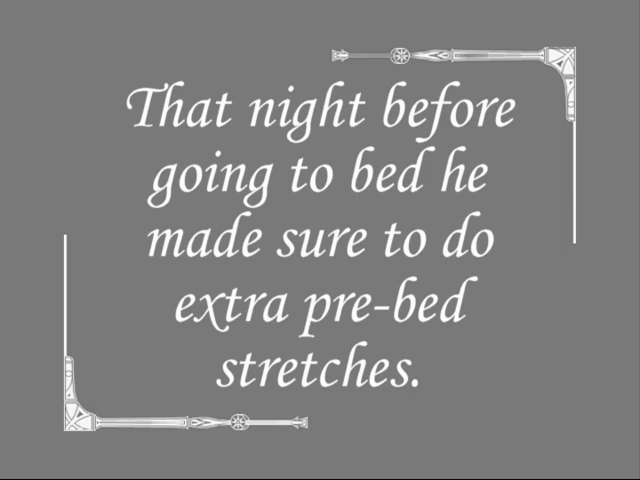 That night before
going to bed he
made sure to do
extra pre-bed
stretches.